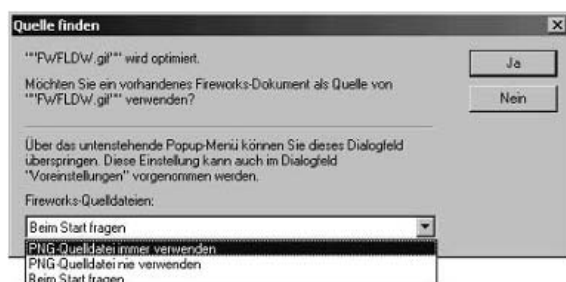 Quelle finden
""FWFLDW.gif"" wird optimiert.
Möchten Sie ein vorhandenes Fireworks-Dokument als Quelle von
""FWFLDW.gif"" verwenden?
Ja
Nein
Über das untenstehende Popup-Menü können Sie dieses Dialogfeld
überspringen. Diese Einstellung kann auch im Dialogfeld
"Voreinstellungen" vorgenommen werden.
Fireworks-Quelldateien:
Beim Start fragen
PNG-Quelldatei immer verwenden
PNG-Quelldatei nie verwenden
Beim Start fragen